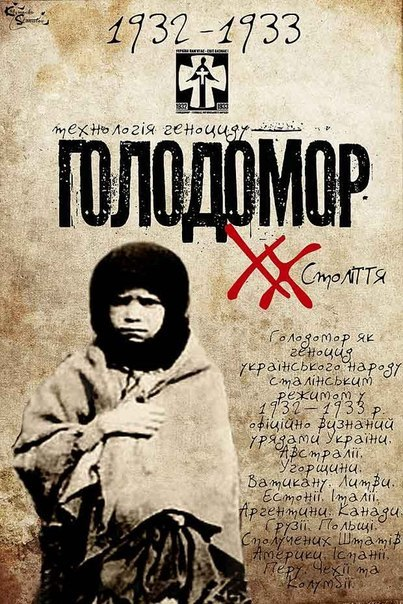 1932-1933
УКРАЇНА ПАМ'ЯТАЄ - СВІТ ВИЗНАЄ!
1932 1933
технологія геноциду
ГОЛОДОМОР
XX Століття
Голодомор як
геноцид
українського народу
сталінським
режимом у
1932—1933 р
офіційно визнаний
урядами України,
Австралії,
Угорщини,
Ватикану, Литви,
Естонії, Італії,
Аргентини, Канади,
Грузії, Польщі,
Сполучених Штатів
Америки, Іспанії,
Перу, Чехії та
Колумбії.